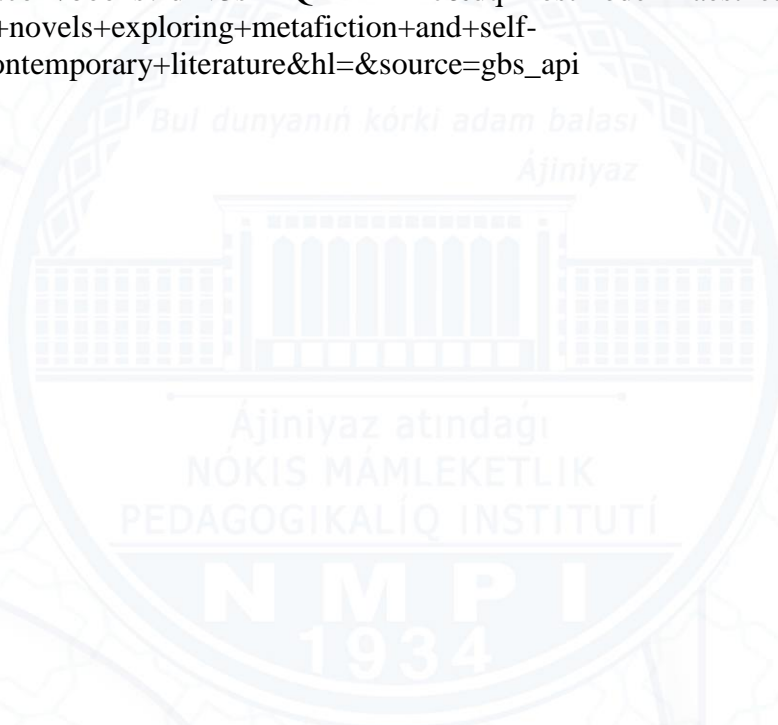 +novels+exploring+metafiction+and+self-
ontemporary+literature&hl=&source=gbs_api
Bul dunyanıń kórki adam balası
Ájiniyaz
Ájiniyaz atındaǵı
NÓKIS MÁMLEKETLIK
PEDAGOGIKALÍQ INSTITUTÍ
NMPI
1934